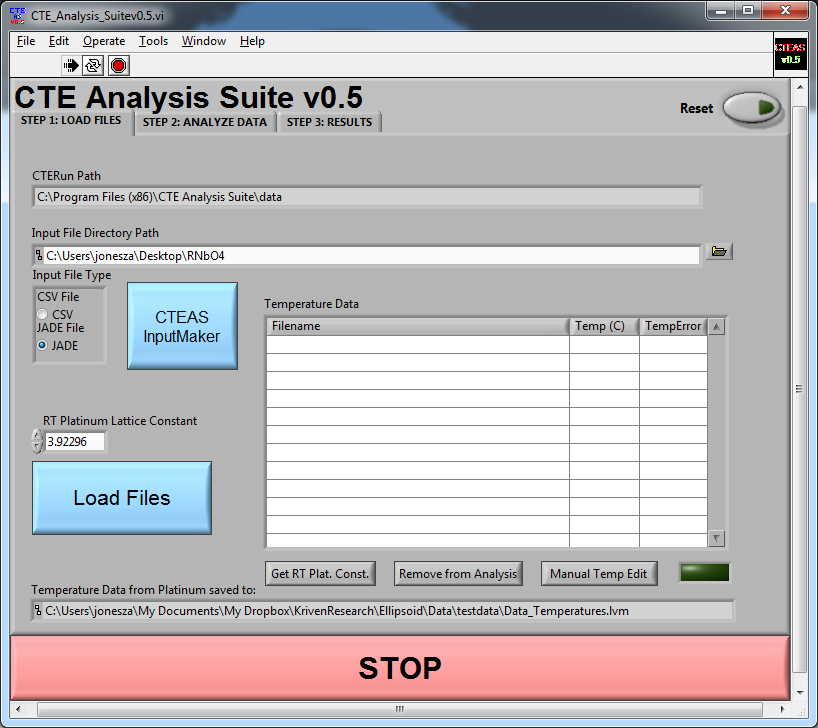 CTE_Analysis_Suitev0.5.vi
File Edit Operate Tools Window Help
CTEAS
v0.5
CTE Analysis Suite v0.5
Reset
STEP 1: LOAD FILES STEP 2: ANALYZE DATA STEP 3: RESULTS
CTERun Path
C:\Program Files (x86)\CTE Analysis Suite\data
Input File Directory Path
C:\Users\jonesza\Desktop\RNbO4
Input File Type
CSV File
CSV
JADE File
JADE
CTEAS
InputMaker
Temperature Data
Filename Temp (C) TempError
RT Platinum Lattice Constant
3.92296
Load Files
Get RT Plat. Const. Remove from Analysis Manual Temp Edit
Temperature Data from Platinum saved to:
C:\Users\jonesza\My Documents\My Dropbox\KrivenResearch\Ellipsoid\Data\testdata\Data_Temperatures.lvm
STOP